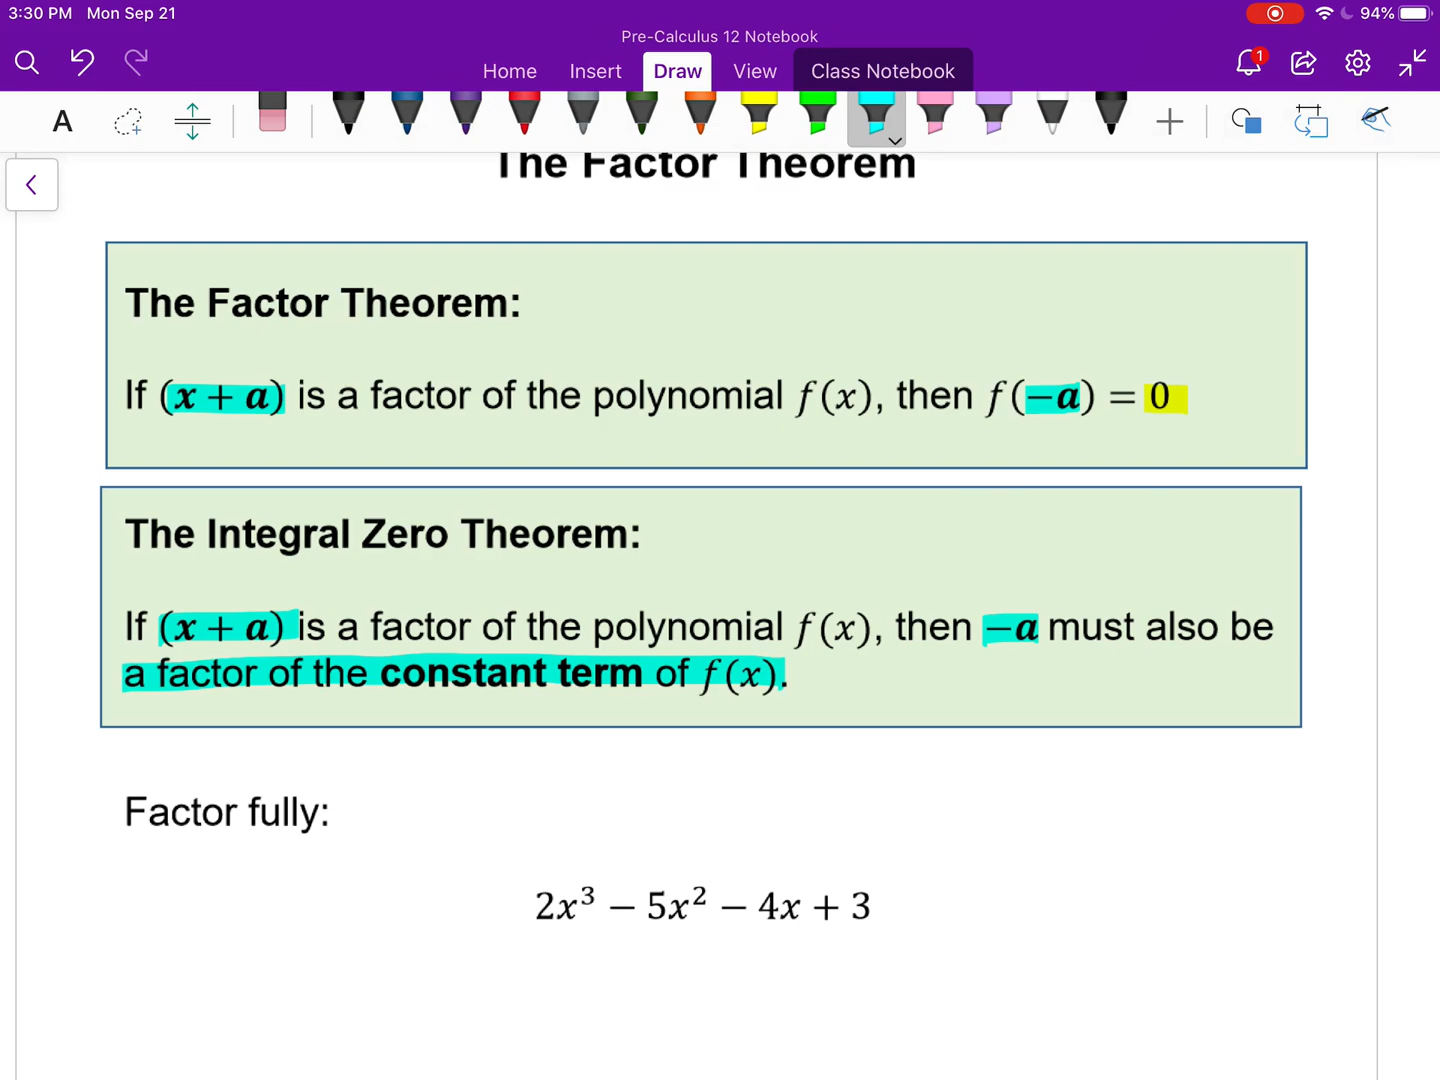 3:30 PM Mon Sep 21
94%
Pre-Calculus 12 Notebook
1
Home Insert Draw View Class Notebook
A
The Factor Theorem
The Factor Theorem:
If (x + a) is a factor of the polynomial f(x), then f(−a) = 0
The Integral Zero Theorem:
If (x + a) is a factor of the polynomial f(x), then −a must also be
a factor of the constant term of f(x).
Factor fully:
2x³ − 5x² − 4x + 3